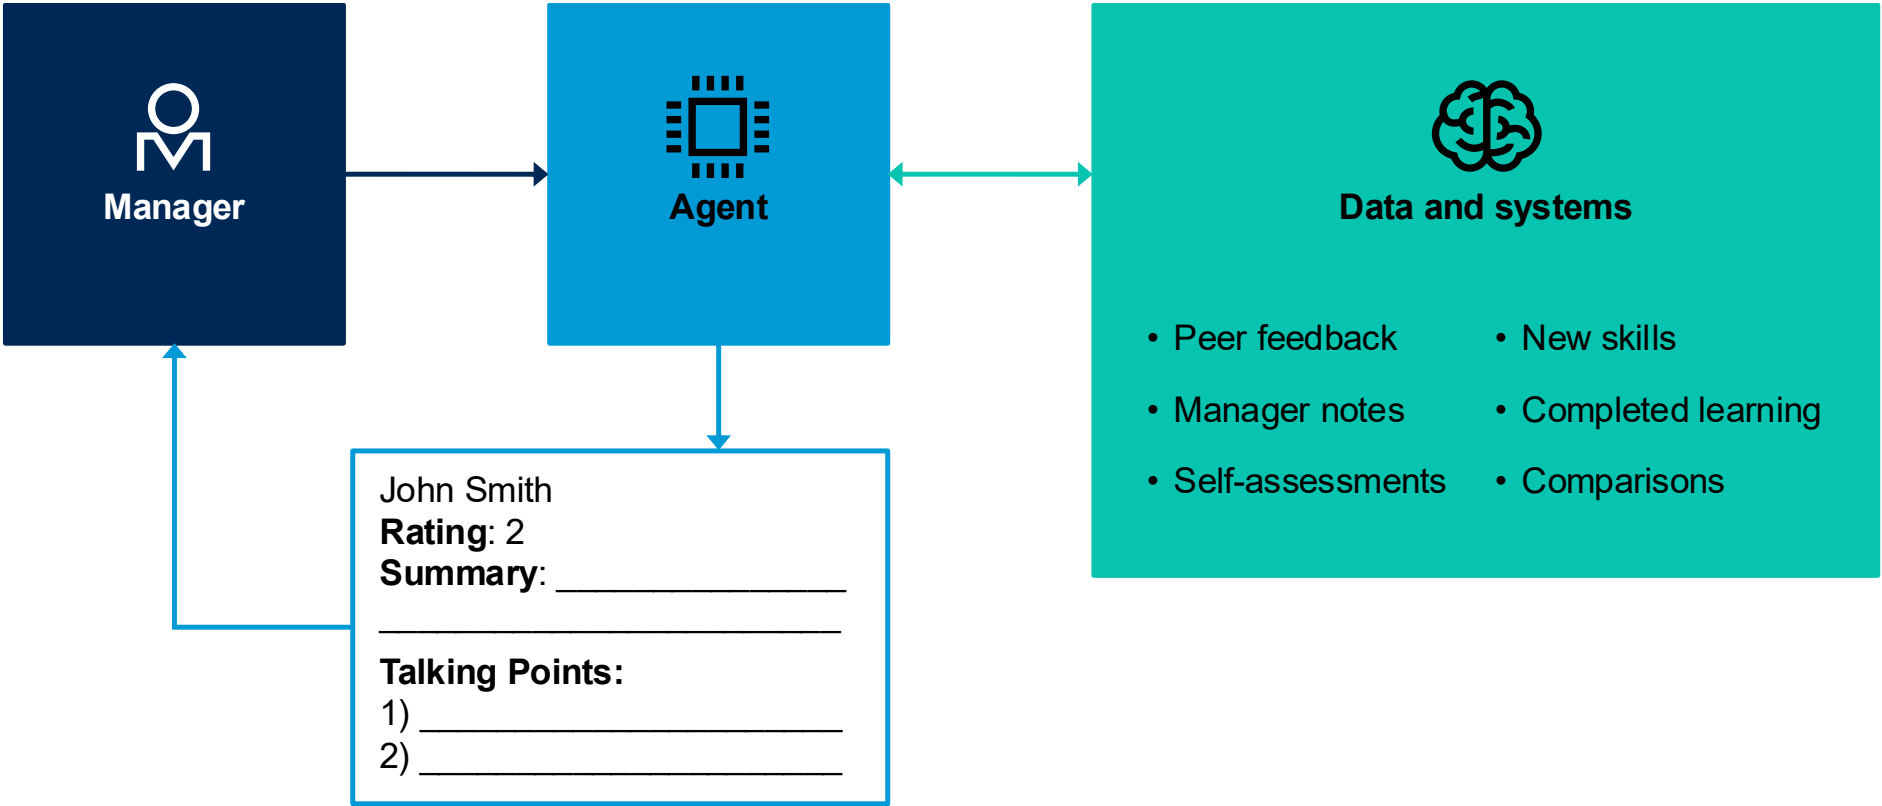 Manager
Agent
Data and systems
• Peer feedback
• Manager notes
• Self-assessments
• New skills
• Completed learning
• Comparisons
John Smith
Rating: 2
Summary: _______________
________________________
Talking Points:
1) ______________________
2) ______________________